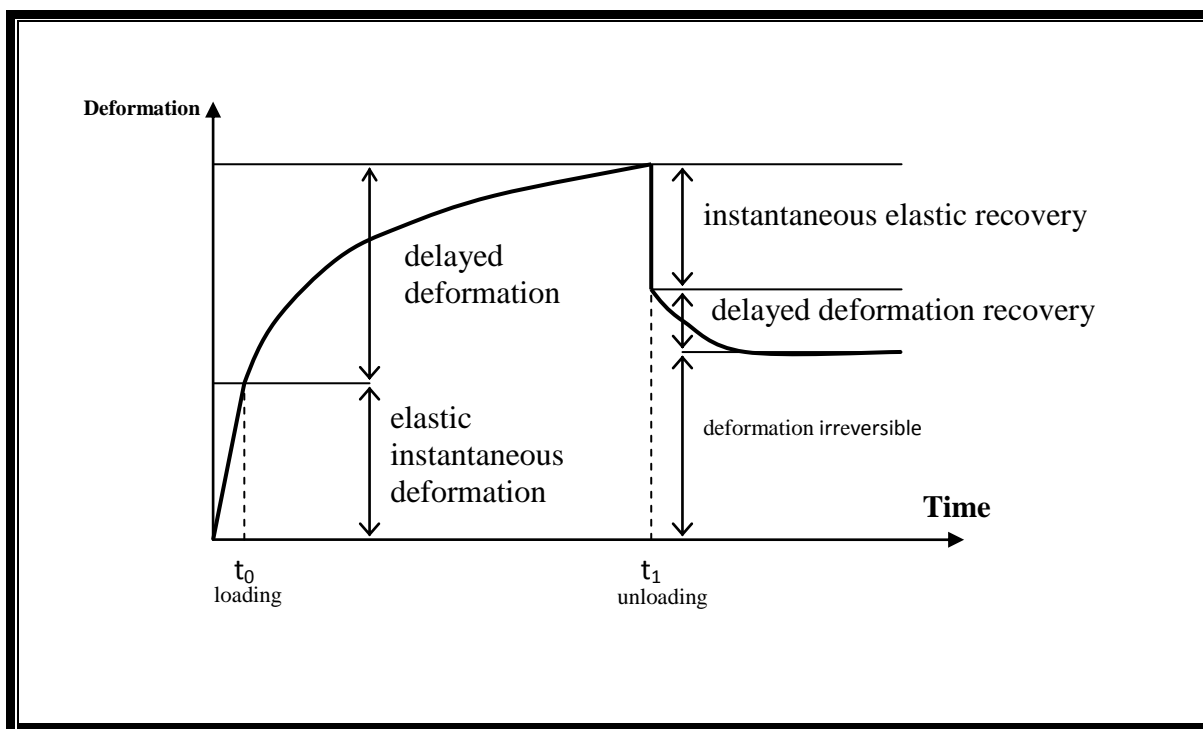 Deformation
instantaneous elastic recovery
delayed
deformation
delayed deformation recovery
elastic
instantaneous
deformation
deformation irreversible
Time
t₀
loading
t₁
unloading